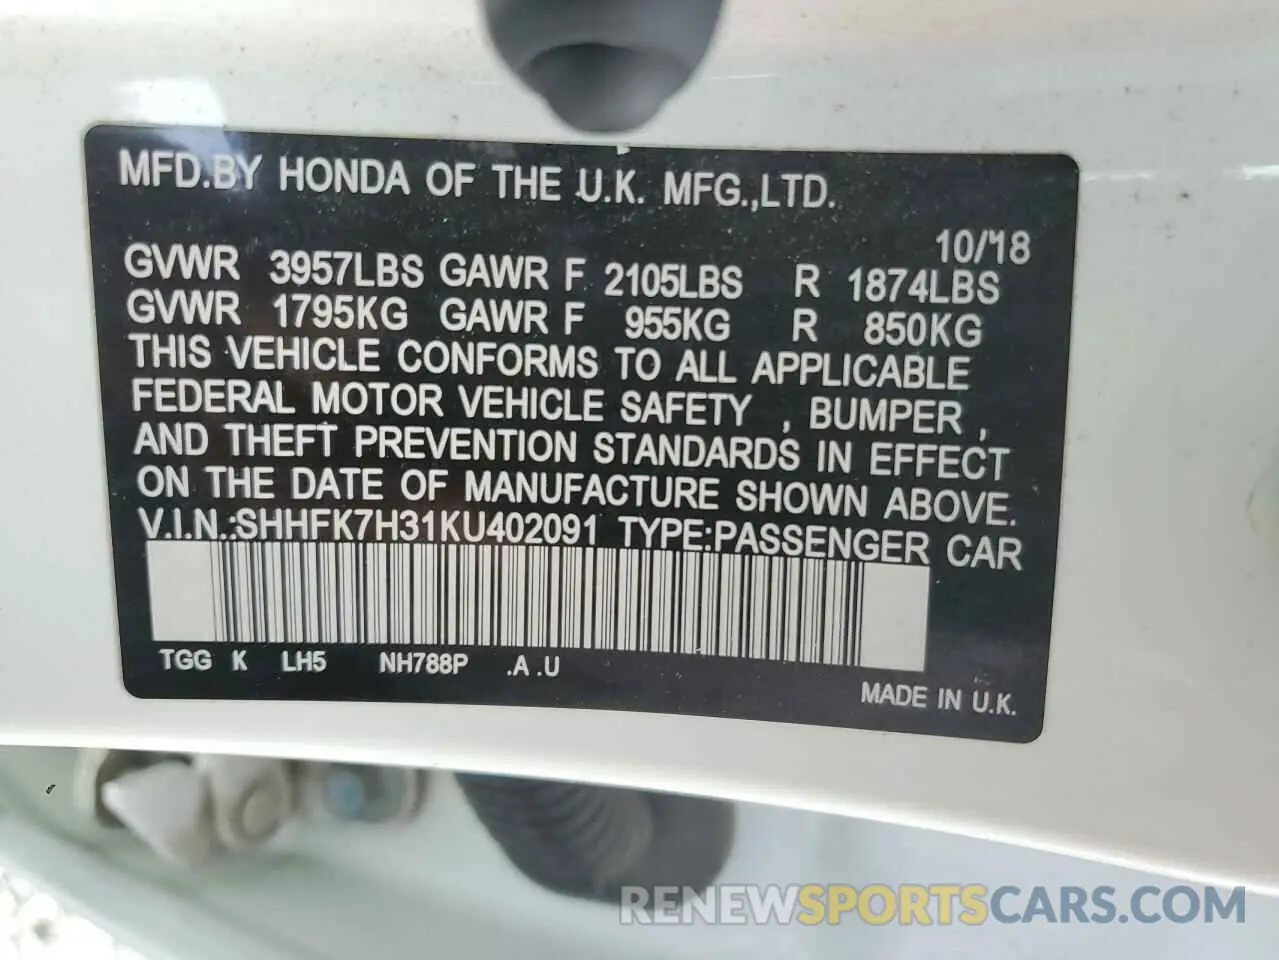 MFD.BY HONDA OF THE U.K. MFG.,LTD.
10/18
GVWR 3957LBS GAWR F 2105LBS R 1874LBS
GVWR 1795KG GAWR F 955KG R 850KG
THIS VEHICLE CONFORMS TO ALL APPLICABLE
FEDERAL MOTOR VEHICLE SAFETY , BUMPER ,
AND THEFT PREVENTION STANDARDS IN EFFECT
ON THE DATE OF MANUFACTURE SHOWN ABOVE.
V.I.N.:SHHFK7H31KU402091 TYPE:PASSENGER CAR
TGG K LH5 NH788P .A .U
MADE IN U.K.
RENEWSPORTSCARS.COM